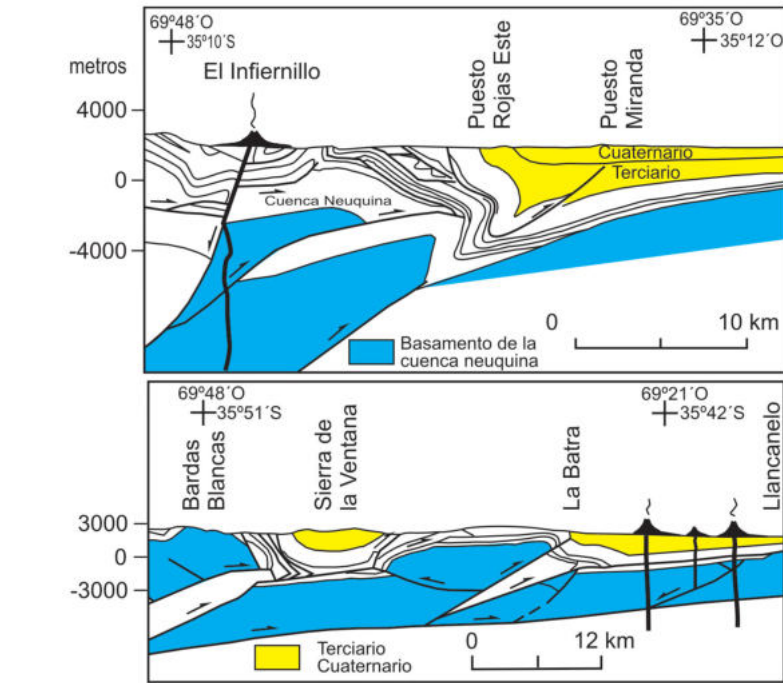 69º48´O
35º10´S
69º35´O
35º12´O
metros
El Infiernillo
Puesto
Rojas Este
Puesto
Miranda
4000
0
-4000
Cuaternario
Terciario
Cuenca Neuquina
0 10 km
Basamento de la
cuenca neuquina
69º48´O
35º51´S
69º21´O
35º42´S
Bardas
Blancas
Sierra de
la Ventana
La Batra
Llancanelo
3000
0
-3000
Terciario
Cuaternario
0 12 km